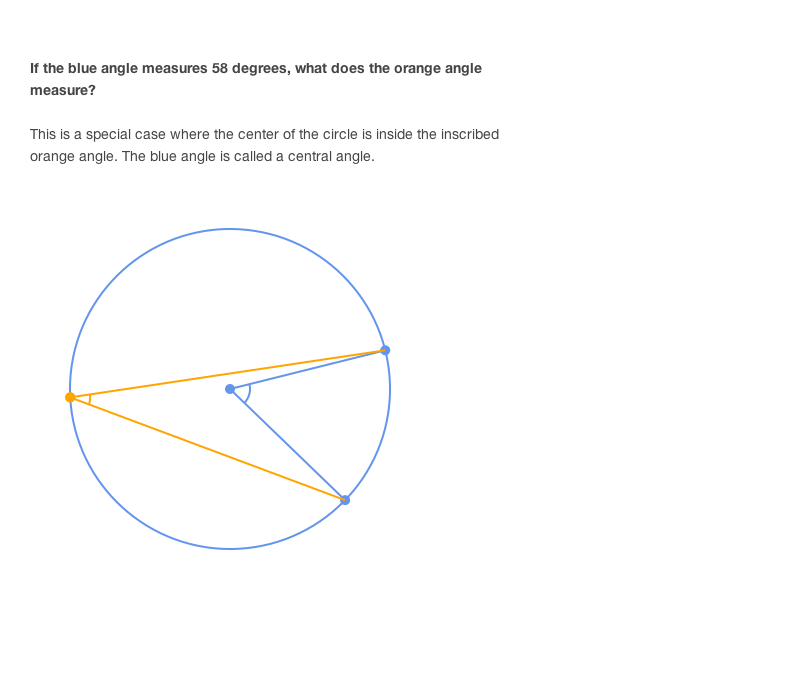 If the blue angle measures 58 degrees, what does the orange angle
measure?
This is a special case where the center of the circle is inside the inscribed
orange angle. The blue angle is called a central angle.